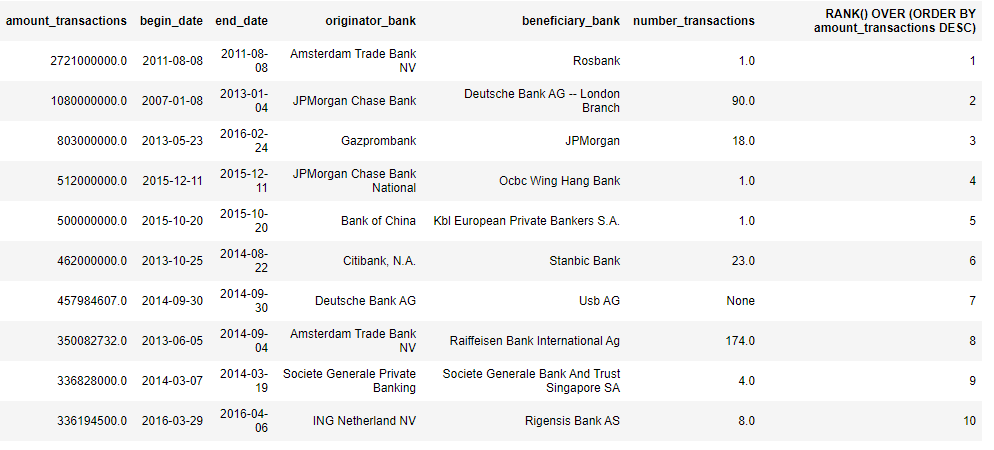 amount_transactions begin_date end_date originator_bank beneficiary_bank number_transactions RANK() OVER (ORDER BY
amount_transactions DESC)
2721000000.0 2011-08-08 2011-08-
08 Amsterdam Trade Bank
NV Rosbank 1.0 1
1080000000.0 2007-01-08 2013-01-
04 JPMorgan Chase Bank Deutsche Bank AG -- London
Branch 90.0 2
803000000.0 2013-05-23 2016-02-
24 Gazprombank JPMorgan 18.0 3
512000000.0 2015-12-11 2015-12-
11 JPMorgan Chase Bank
National Ocbc Wing Hang Bank 1.0 4
500000000.0 2015-10-20 2015-10-
20 Bank of China Kbl European Private Bankers S.A. 1.0 5
462000000.0 2013-10-25 2014-08-
22 Citibank, N.A. Stanbic Bank 23.0 6
457984607.0 2014-09-30 2014-09-
30 Deutsche Bank AG Usb AG None 7
350082732.0 2013-06-05 2014-09-
04 Amsterdam Trade Bank
NV Raiffeisen Bank International Ag 174.0 8
336828000.0 2014-03-07 2014-03-
19 Societe Generale Private
Banking Societe Generale Bank And Trust
Singapore SA 4.0 9
336194500.0 2016-03-29 2016-04-
06 ING Netherland NV Rigensis Bank AS 8.0 10